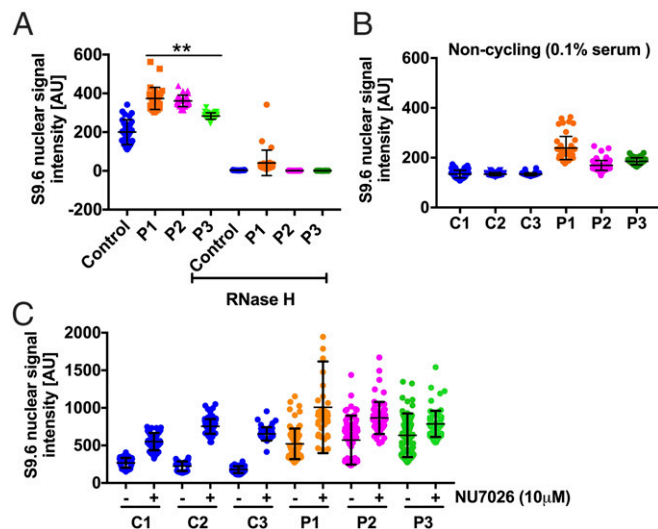 A
S9.6 nuclear signal
intensity [AU]
600
400
200
0
-200
**
Control
P1
P2
P3
Control
P1
P2
P3
RNase H
B
Non-cycling (0.1% serum )
S9.6 nuclear signal
intensity [AU]
600
400
200
0
C1
C2
C3
P1
P2
P3
C
S9.6 nuclear signal
intensity [AU]
2000
1500
1000
500
0
- + - + - + - + - + - + NU7026 (10µM)
C1 C2 C3 P1 P2 P3